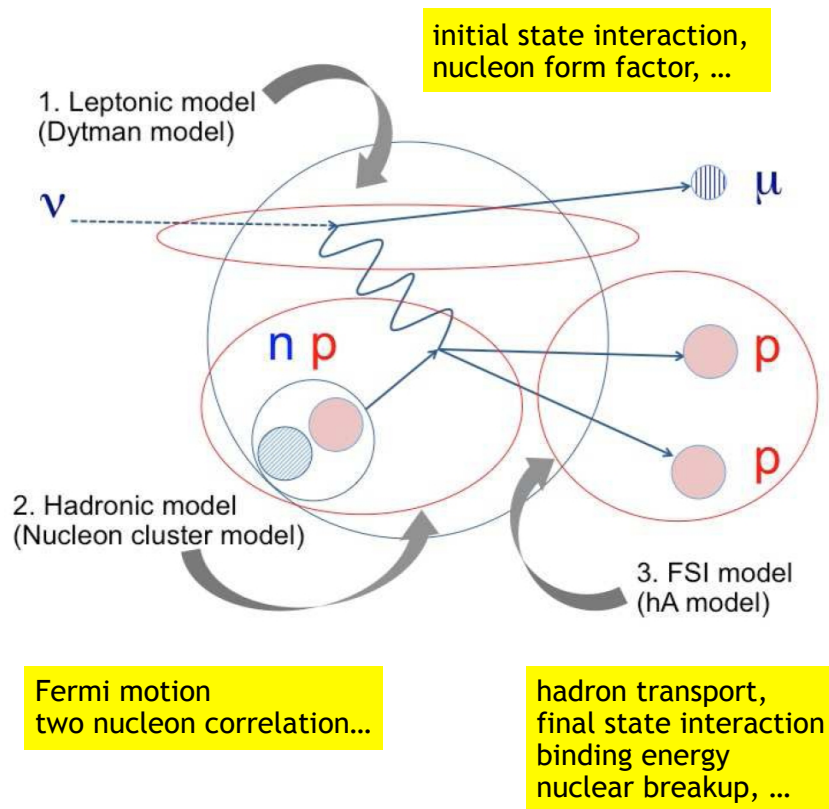 initial state interaction,
nucleon form factor, …
1. Leptonic model
(Dytman model)
ν
μ
n p
p
p
2. Hadronic model
(Nucleon cluster model)
3. FSI model
(hA model)
Fermi motion
two nucleon correlation…
hadron transport,
final state interaction
binding energy
nuclear breakup, …